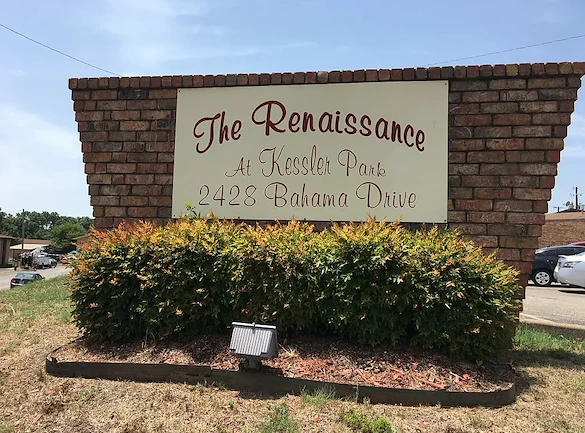 The Renaissance
At Kessler Park
2428 Bahama Drive